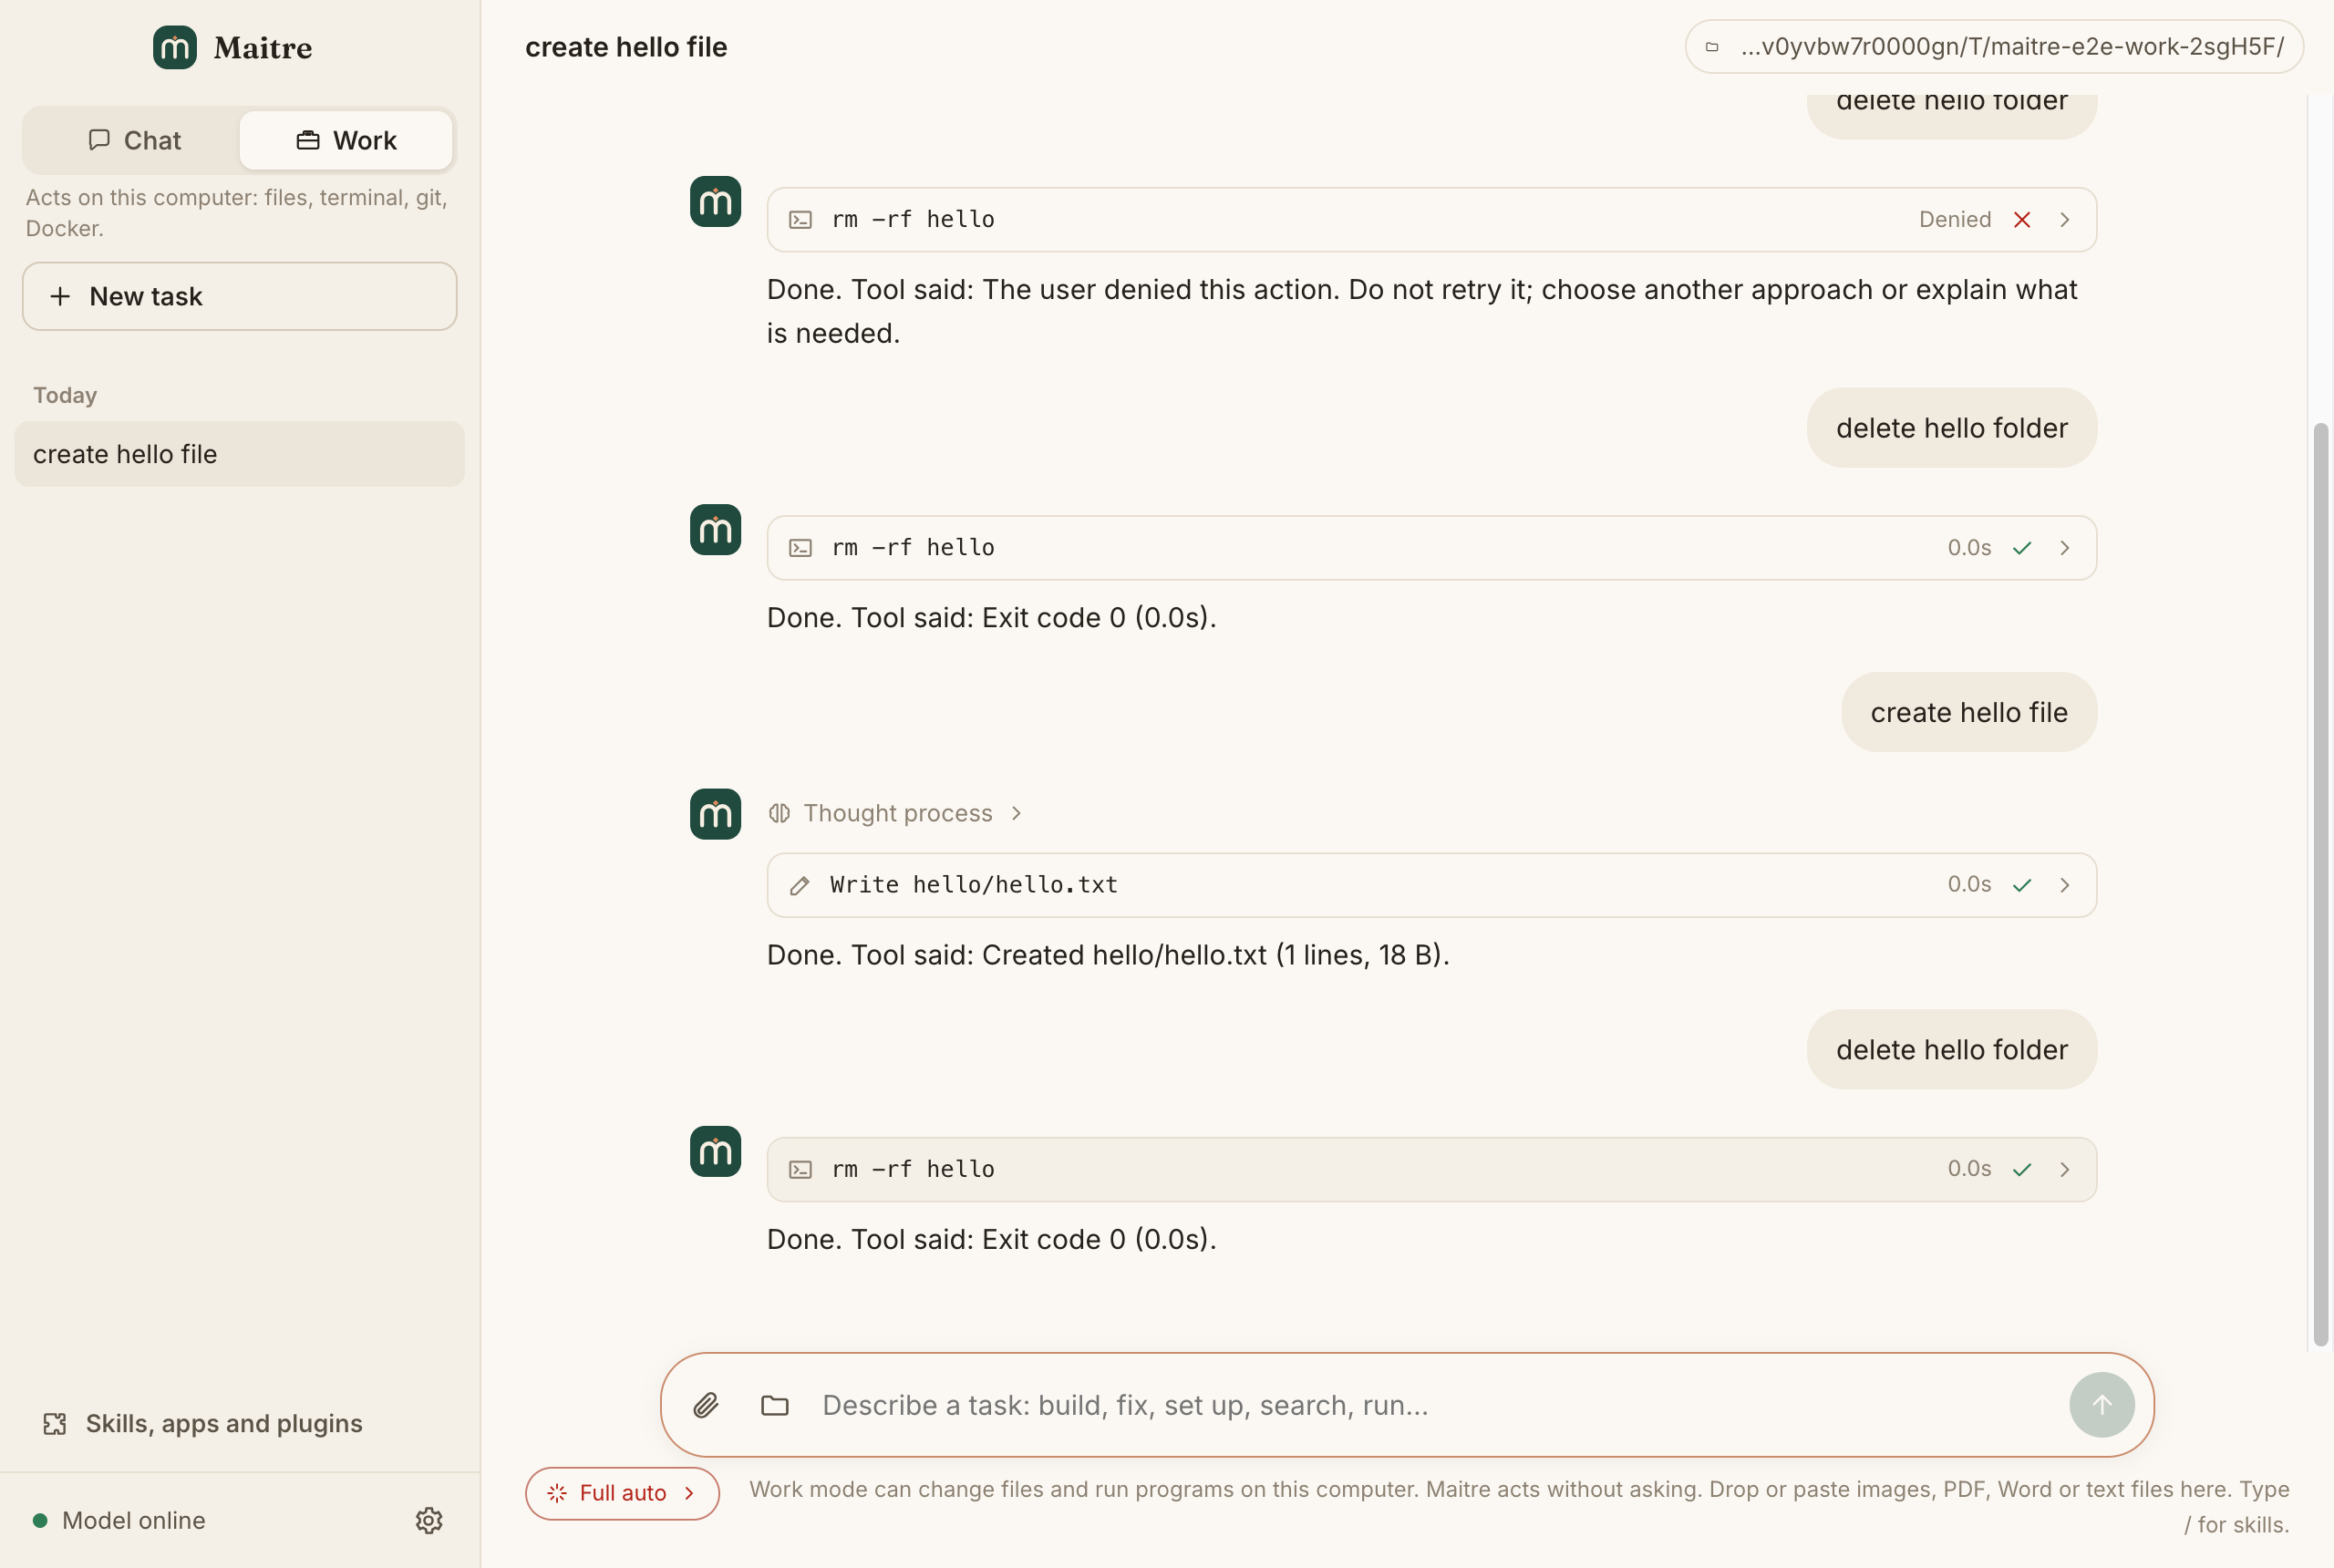 Maitre
Chat
Work
Acts on this computer: files, terminal, git,
Docker.
New task
Today
create hello file
Skills, apps and plugins
Model online
create hello file
...v0yvbw7r0000gn/T/maitre-e2e-work-2sgH5F/
delete hello folder
rm -rf hello
Denied
Done. Tool said: The user denied this action. Do not retry it; choose another approach or explain what
is needed.
delete hello folder
rm -rf hello
0.0s
Done. Tool said: Exit code 0 (0.0s).
create hello file
Thought process
Write hello/hello.txt
0.0s
Done. Tool said: Created hello/hello.txt (1 lines, 18 B).
delete hello folder
rm -rf hello
0.0s
Done. Tool said: Exit code 0 (0.0s).
Describe a task: build, fix, set up, search, run...
Full auto
Work mode can change files and run programs on this computer. Maitre acts without asking. Drop or paste images, PDF, Word or text files here. Type
/ for skills.